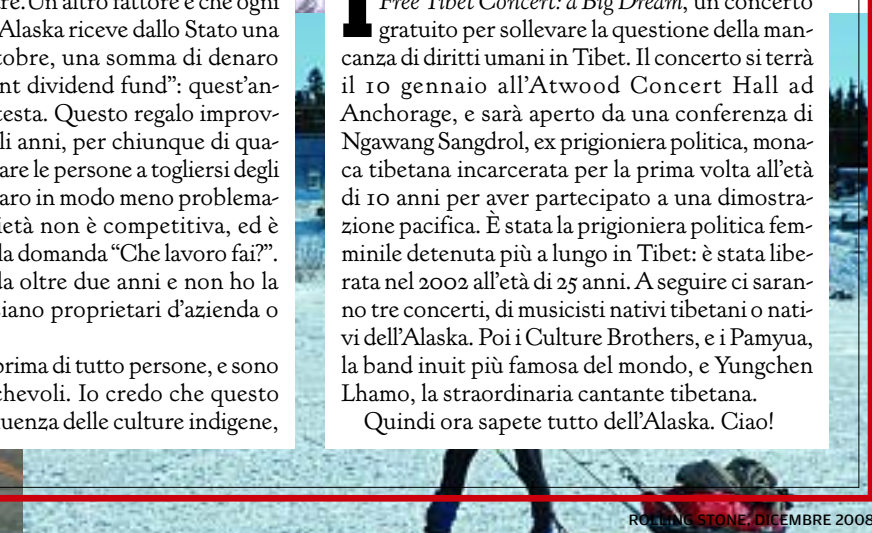 are. Un altro fattore è che ogni
Alaska riceve dallo Stato una
tobre, una somma di denaro
nt dividend fund”: quest’an-
testa. Questo regalo improv-
li anni, per chiunque di qua-
are le persone a togliersi degli
aro in modo meno problema-
ietà non è competitiva, ed è
la domanda “Che lavoro fai?”.
da oltre due anni e non ho la
siano proprietari d’azienda o
prima di tutto persone, e sono
chevoli. Io credo che questo
uenza delle culture indigene,
Free Tibet Concert: a Big Dream, un concerto
gratuito per sollevare la questione della man-
canza di diritti umani in Tibet. Il concerto si terrà
il 10 gennaio all’Atwood Concert Hall ad
Anchorage, e sarà aperto da una conferenza di
Ngawang Sangdrol, ex prigioniera politica, mona-
ca tibetana incarcerata per la prima volta all’età
di 10 anni per aver partecipato a una dimostra-
zione pacifica. È stata la prigioniera politica fem-
minile detenuta più a lungo in Tibet: è stata libe-
rata nel 2002 all’età di 25 anni. A seguire ci saran-
no tre concerti, di musicisti nativi tibetani o nati-
vi dell’Alaska. Poi i Culture Brothers, e i Pamyua,
la band inuit più famosa del mondo, e Yungchen
Lhamo, la straordinaria cantante tibetana.
Quindi ora sapete tutto dell’Alaska. Ciao!
ROLLING STONE, DICEMBRE 2008